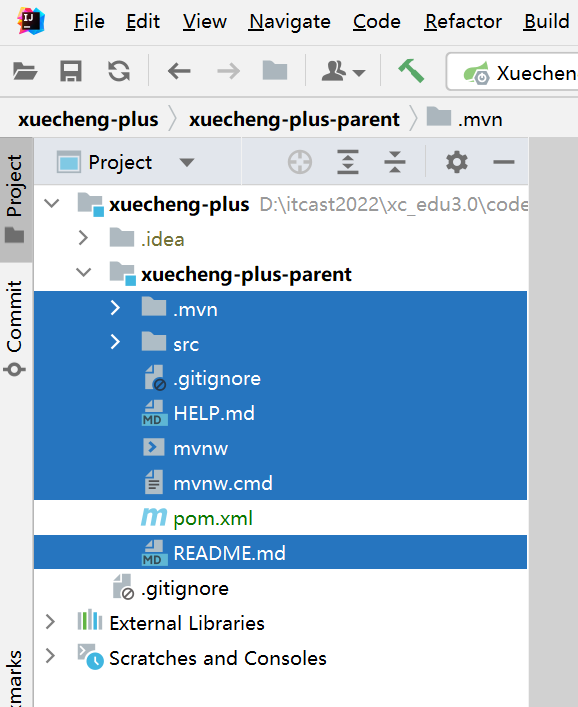 File Edit View Navigate Code Refactor Build
Xuechen
xuecheng-plus xuecheng-plus-parent .mvn
Project
Project
xuecheng-plus D:\itcast2022\xc_edu3.0\code
.idea
xuecheng-plus-parent
.mvn
Commit
src
.gitignore
MD HELP.md
mvnw
mvnw.cmd
m pom.xml
MD README.md
.gitignore
External Libraries
Scratches and Consoles
marks